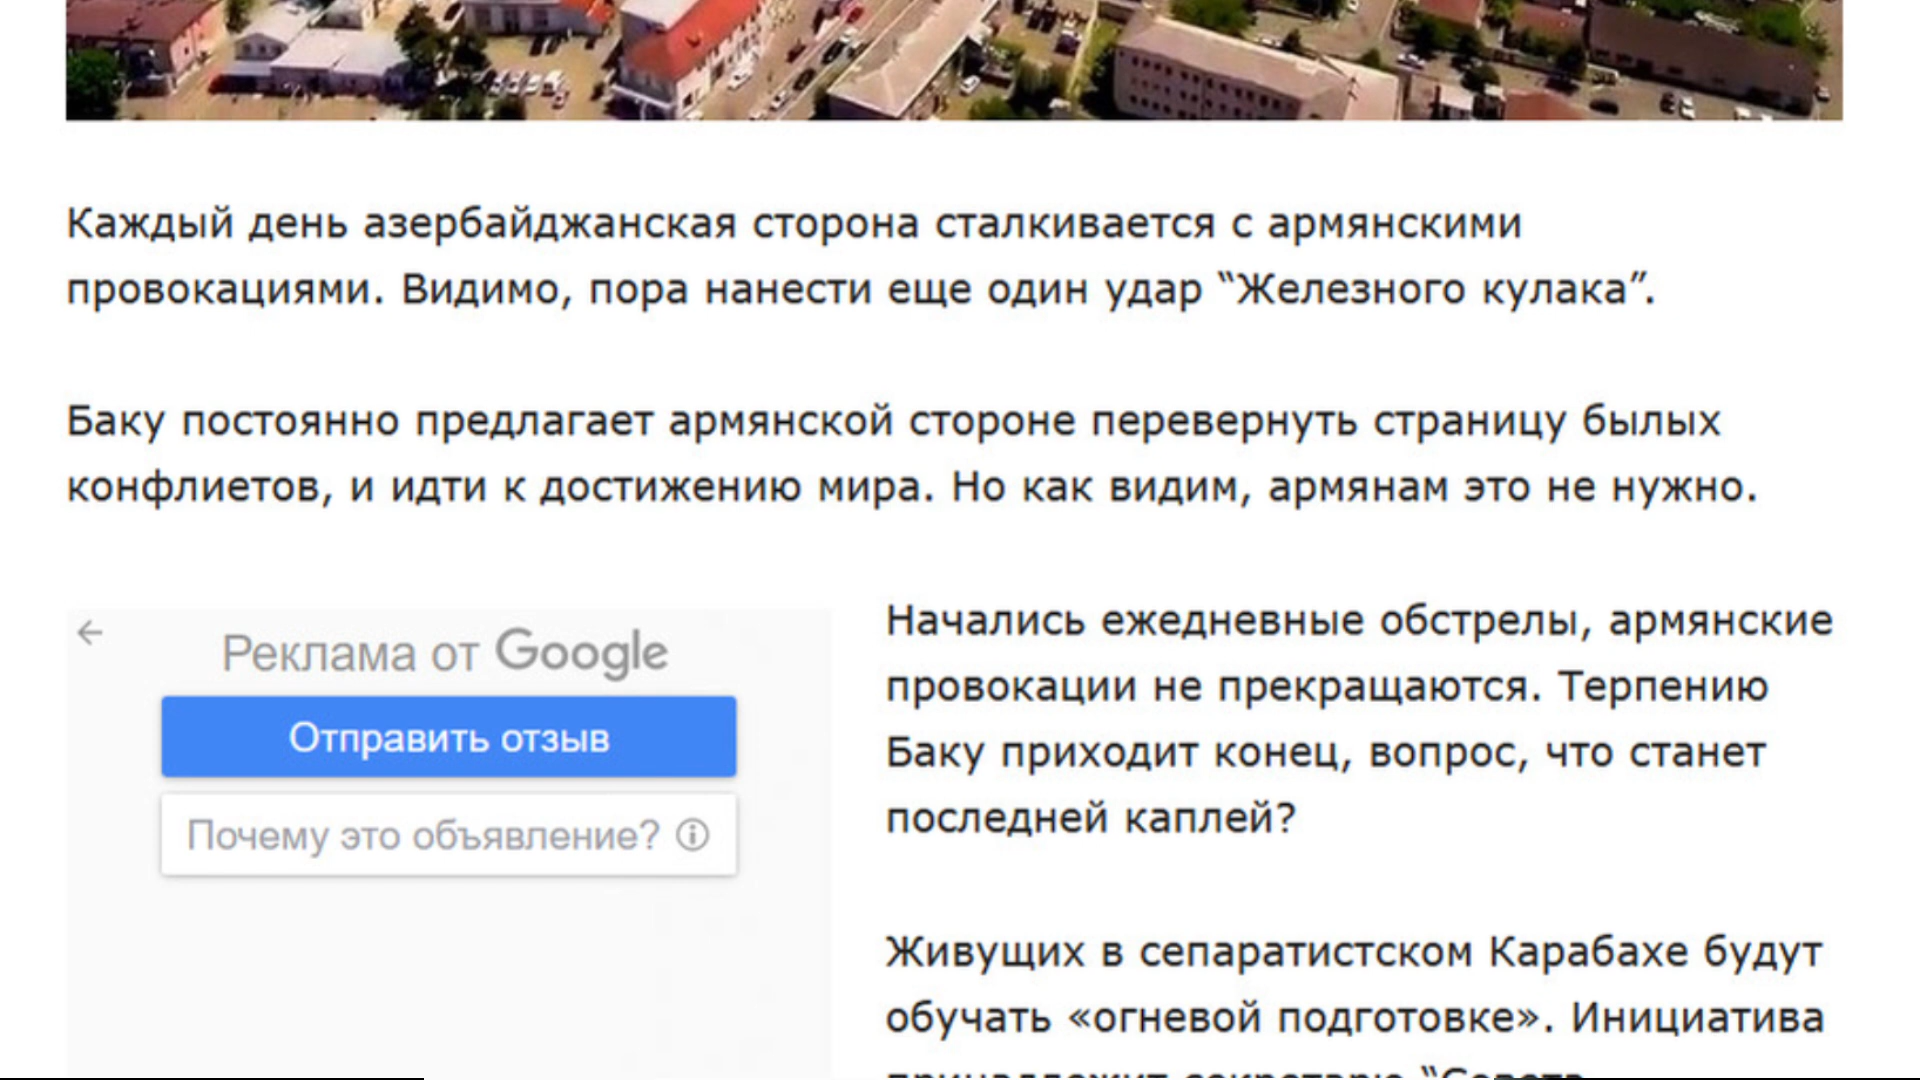 Каждый день азербайджанская сторона сталкивается с армянскими
провокациями. Видимо, пора нанести еще один удар “Железного кулака”.
Баку постоянно предлагает армянской стороне перевернуть страницу былых
конфлиетов, и идти к достижению мира. Но как видим, армянам это не нужно.
Реклама от Google
Отправить отзыв
Почему это объявление?
Начались ежедневные обстрелы, армянские
провокации не прекращаются. Терпению
Баку приходит конец, вопрос, что станет
последней каплей?
Живущих в сепаратистском Карабахе будут
обучать «огневой подготовке». Инициатива